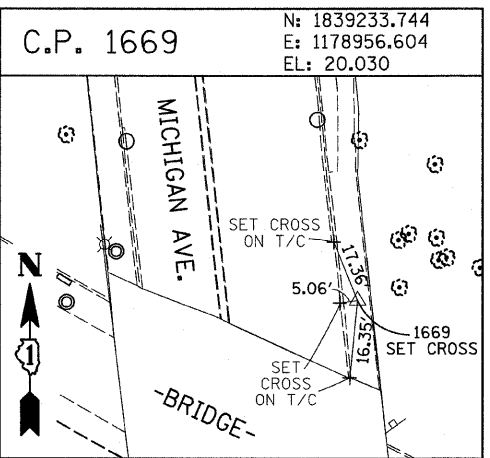 C.P. 1669
N: 1839233.744
E: 1178956.604
EL: 20.030
MICHIGAN AVE.
SET CROSS
ON T/C
17.36'
5.06'
16.35'
1669
SET CROSS
SET
CROSS
ON T/C
-BRIDGE-
N
1